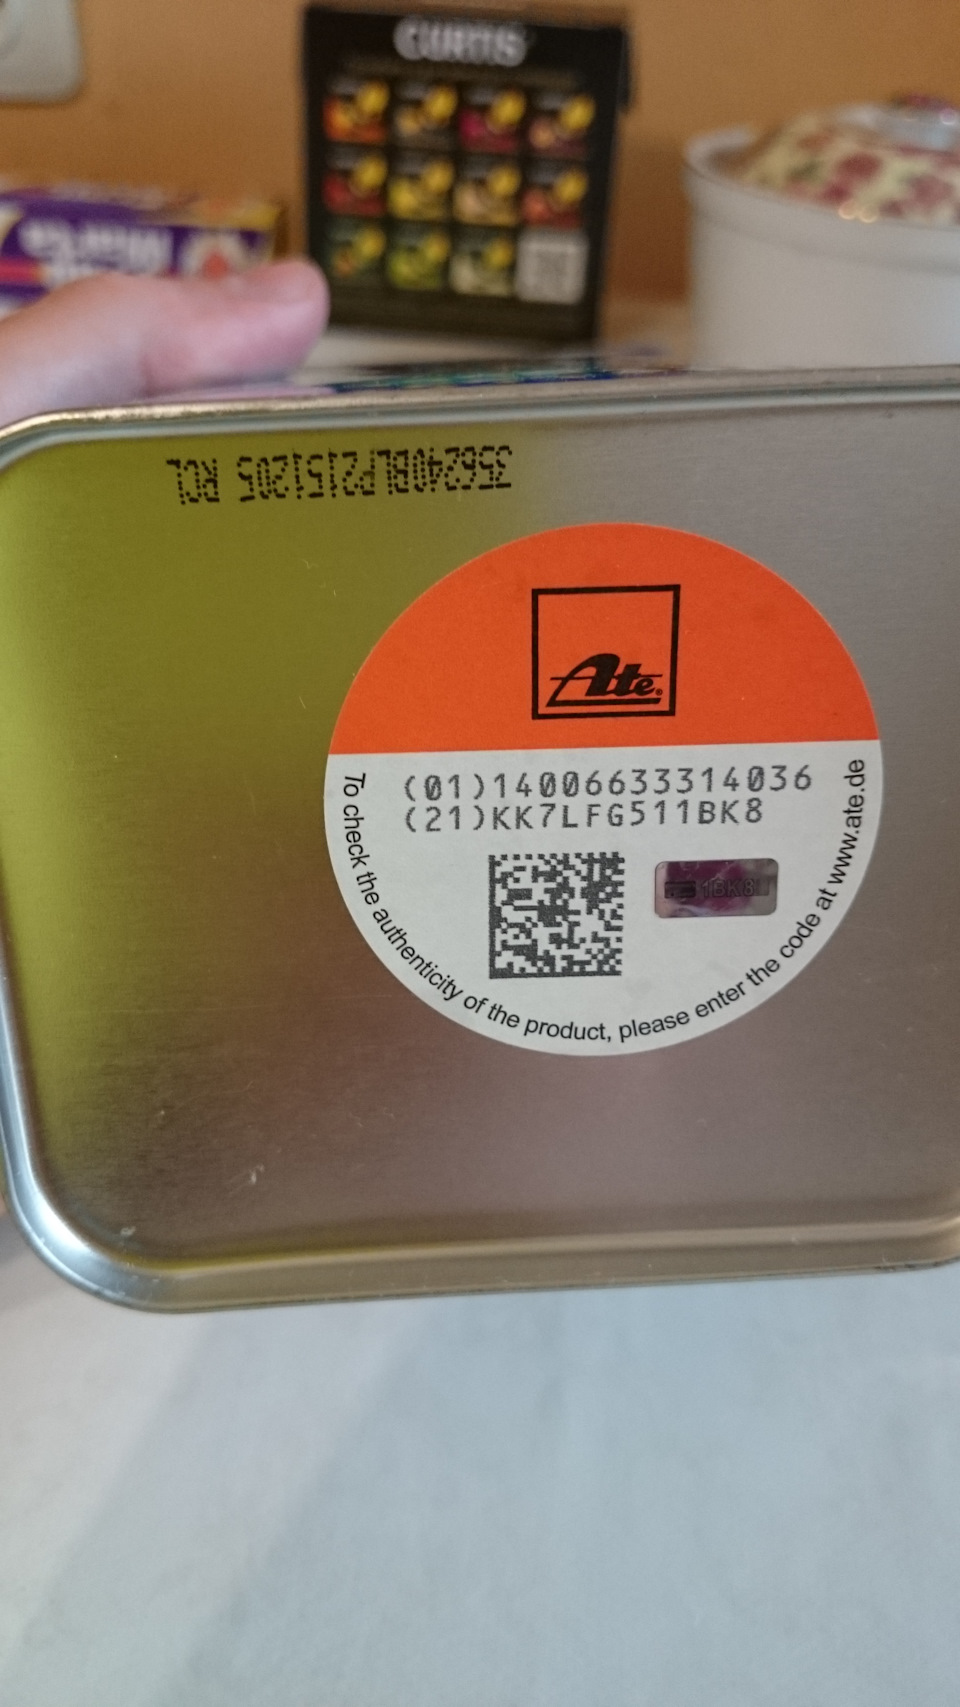 CURTIS
356240BLP2151205 RCL
Ate®
(01)14006633314036
(21)KK7LFG511BK8
1BK8
To check the authenticity of the product, please enter the code at www.ate.de